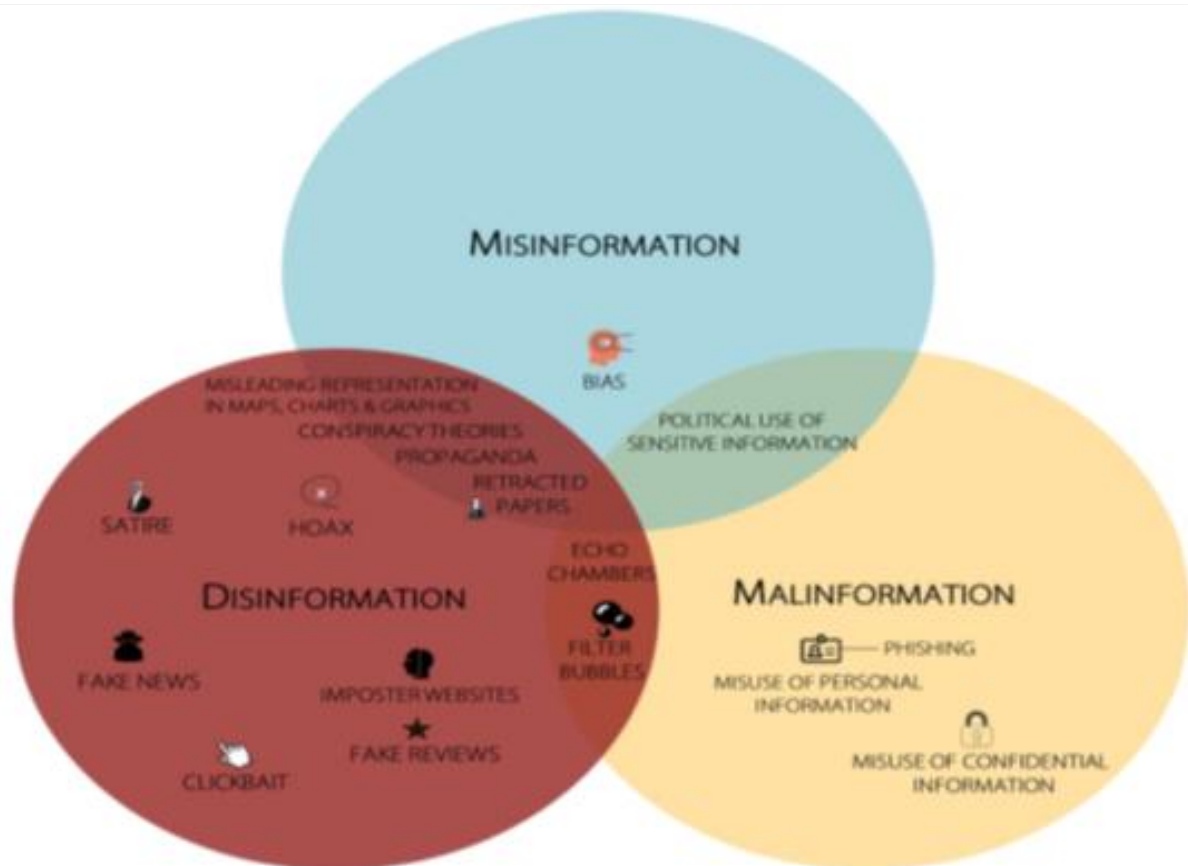 MISINFORMATION
BIAS
MISLEADING REPRESENTATION
IN MAPS, CHARTS & GRAPHICS
CONSPIRACY THEORIES
PROPAGANDA
RETRACTED
PAPERS
POLITICAL USE OF
SENSITIVE INFORMATION
SATIRE
HOAX
ECHO
CHAMBERS
DISINFORMATION
MALINFORMATION
FAKE NEWS
IMPOSTER WEBSITES
FILTER
BUBBLES
PHISHING
MISUSE OF PERSONAL
INFORMATION
FAKE REVIEWS
CLICKBAIT
MISUSE OF CONFIDENTIAL
INFORMATION